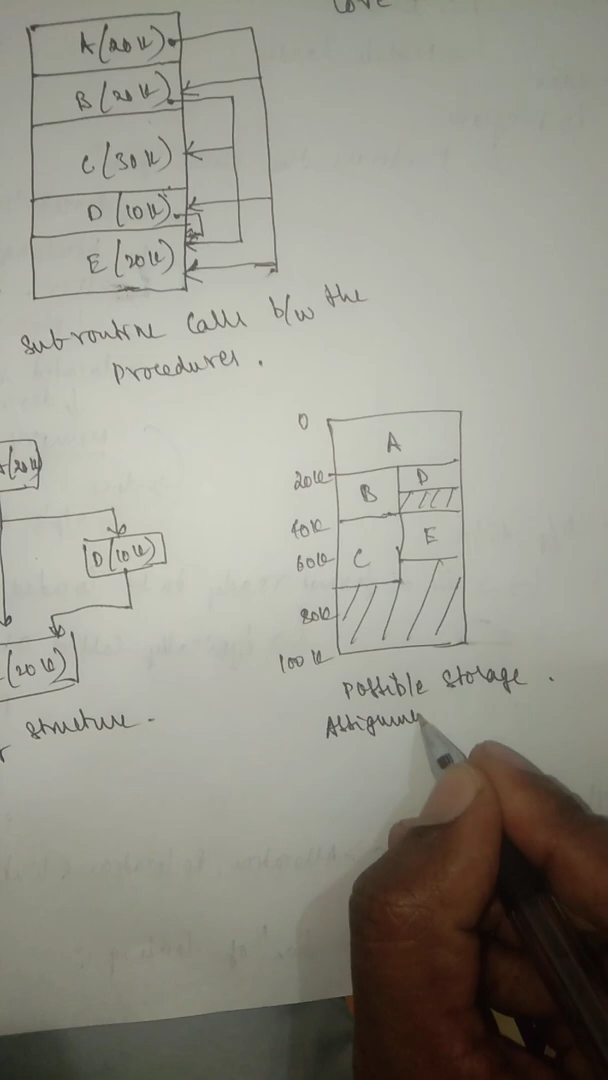 A(20K)
B(20K)
C(30K)
D(10K)
E(20K)
Subroutine Calls b/w the
procedures.
A(20K)
D(10K)
(20K)
structure.
0
A
20K
B
D
40K
E
60K
C
80K
100K
Possible Storage.
Assignme